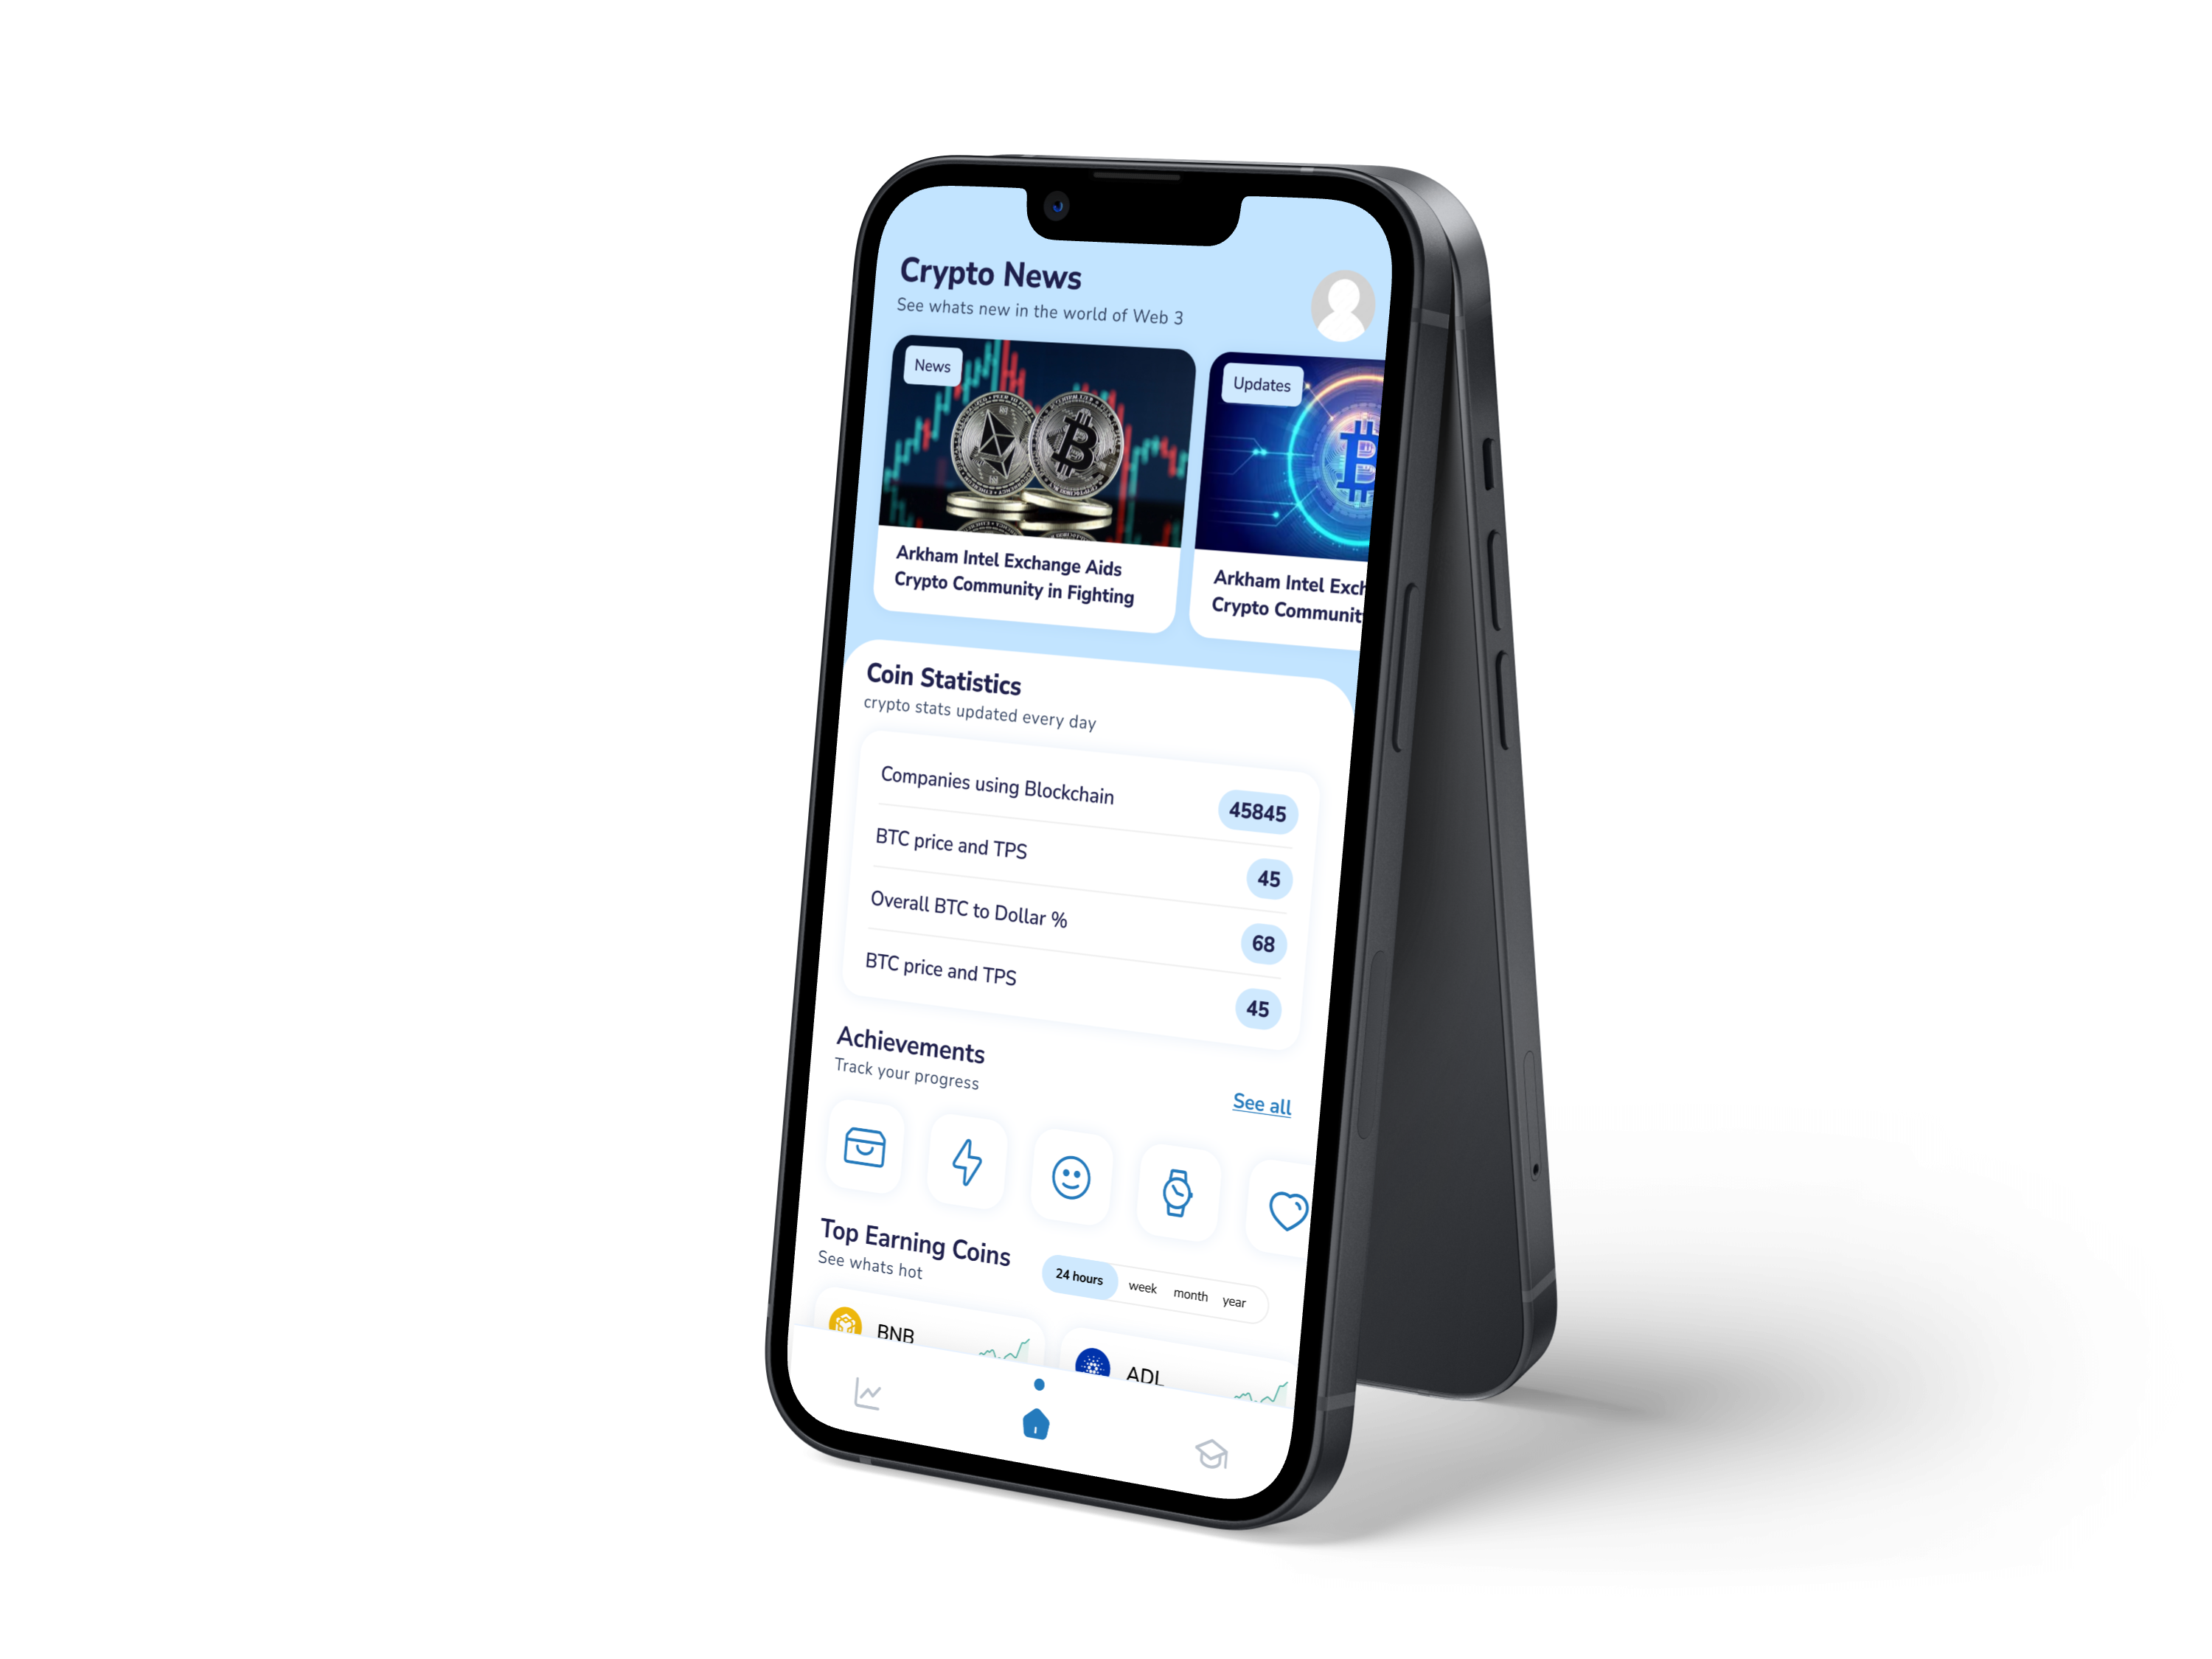 Crypto News
See whats new in the world of Web 3
News
Arkham Intel Exchange Aids
Crypto Community in Fighting
Updates
Arkham Intel Exch
Crypto Communit
Coin Statistics
crypto stats updated every day
Companies using Blockchain 45845
BTC price and TPS 45
Overall BTC to Dollar % 68
BTC price and TPS 45
Achievements
Track your progress
See all
Top Earning Coins
See whats hot
24 hours week month year
BNB
ADL